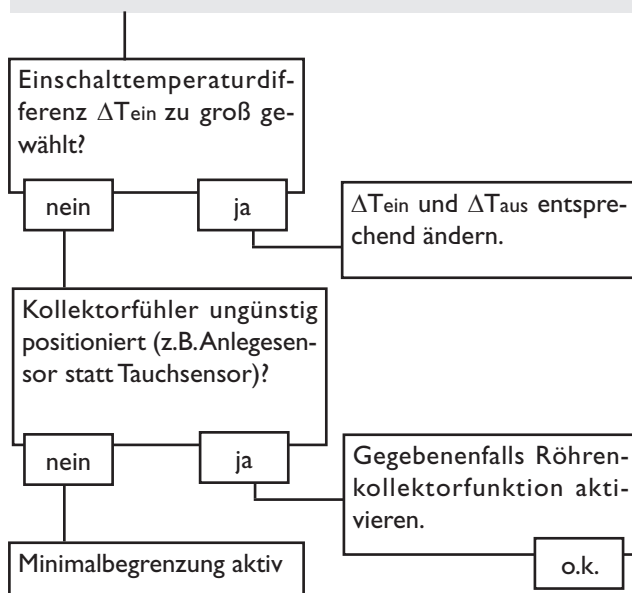 Einschalttemperaturdif-
ferenz ΔTein zu groß ge-
wählt?
nein
ja
ΔTein und ΔTaus entspre-
chend ändern.
Kollektorfühler ungünstig
positioniert (z.B. Anlegesen-
sor statt Tauchsensor)?
nein
ja
Gegebenenfalls Röhren-
kollektorfunktion akti-
vieren.
o.k.
Minimalbegrenzung aktiv